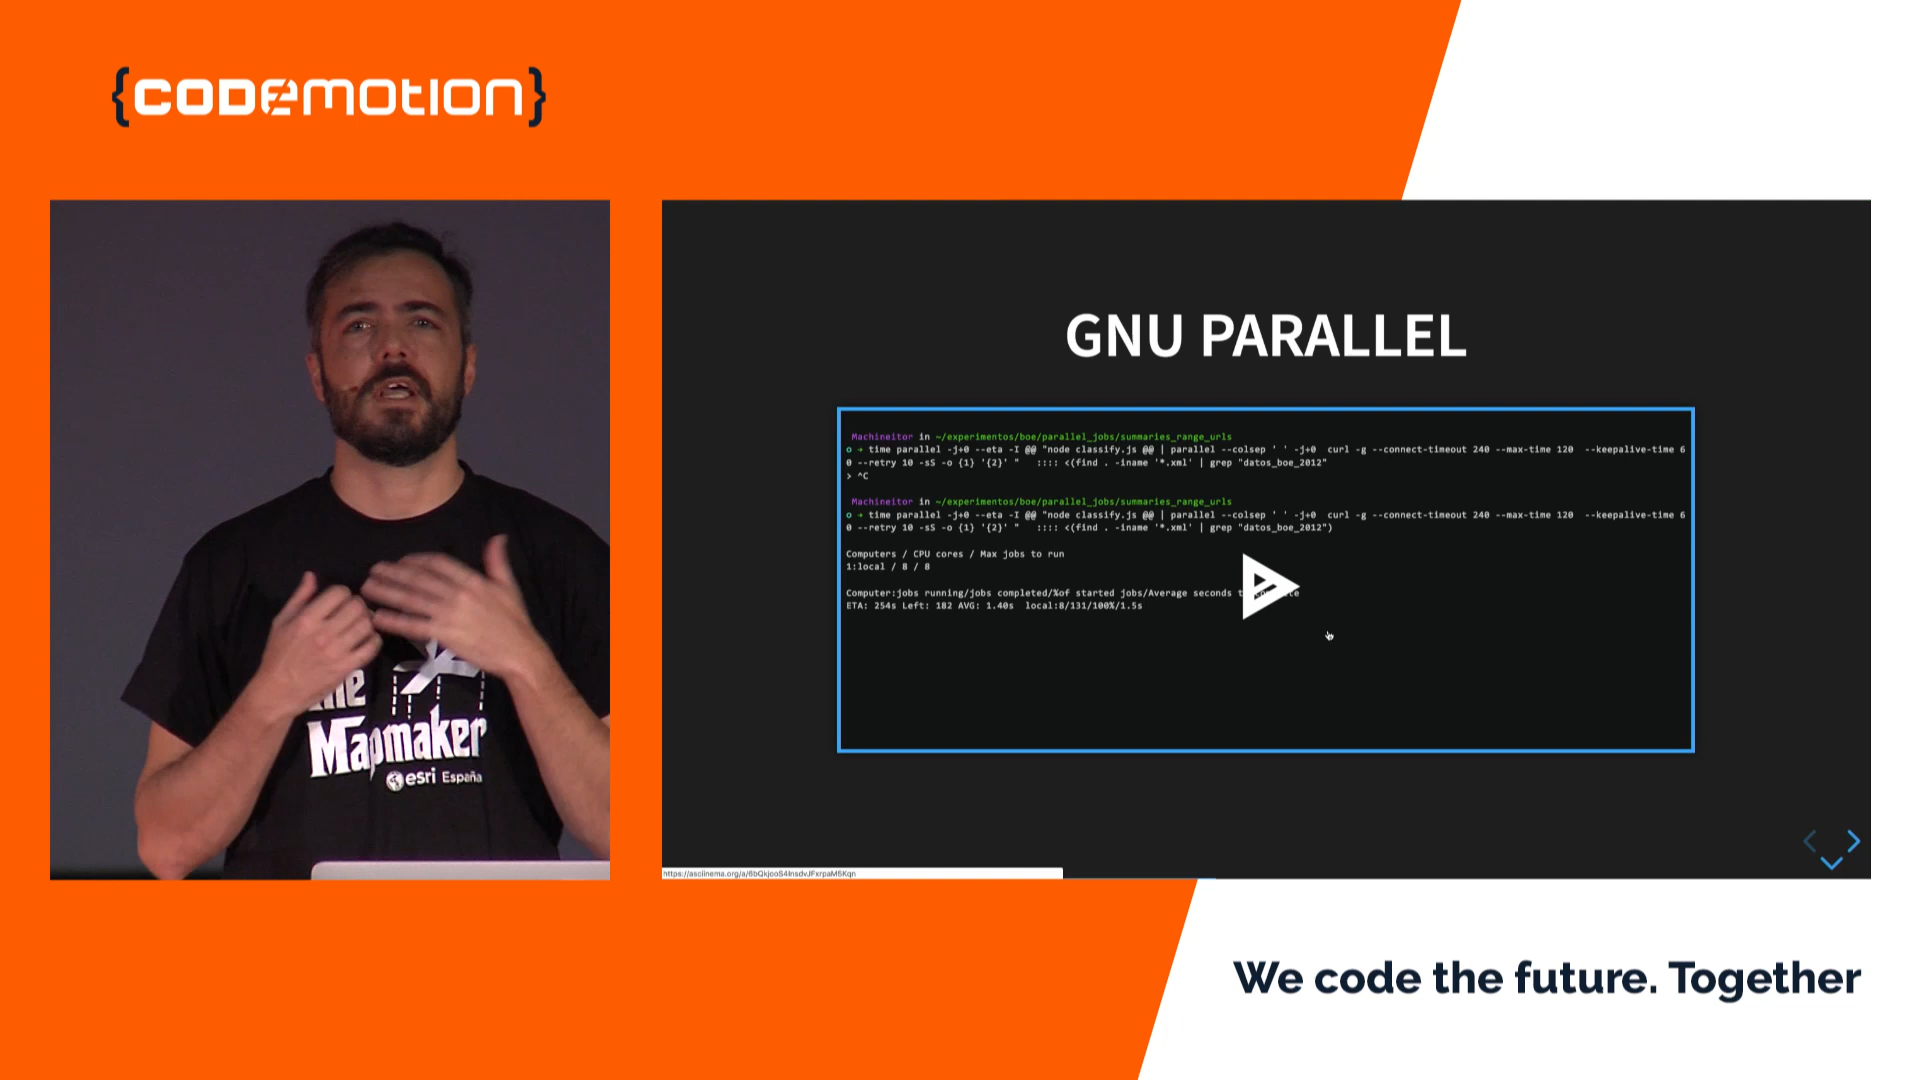 {CODEMOTION}
GNU PARALLEL
Machineitor in ~/experimentos/boe/parallel_jobs/summaries_range_urls
o → time parallel -j+0 --eta -I @@ "node classify.js @@ | parallel --colsep ' ' -j+0  curl -g --connect-timeout 240 --max-time 120  --keepalive-time 6
0 --retry 10 -sS -o {1} '{2}' "   :::: <(find . -iname '*.xml' | grep "datos_boe_2012"
> ^C
Machineitor in ~/experimentos/boe/parallel_jobs/summaries_range_urls
o → time parallel -j+0 --eta -I @@ "node classify.js @@ | parallel --colsep ' ' -j+0  curl -g --connect-timeout 240 --max-time 120  --keepalive-time 6
0 --retry 10 -sS -o {1} '{2}' "   :::: <(find . -iname '*.xml' | grep "datos_boe_2012")
Computers / CPU cores / Max jobs to run
1:local / 8 / 8
Computer:jobs running/jobs completed/%of started jobs/Average seconds
ETA: 254s Left: 182 AVG: 1.40s  local:8/131/100%/1.5s
the
Mapmaker
esri España
https://asciinema.org/a/6bQkjooS4InsdvJFxrpaM5Kqn
We code the future. Together